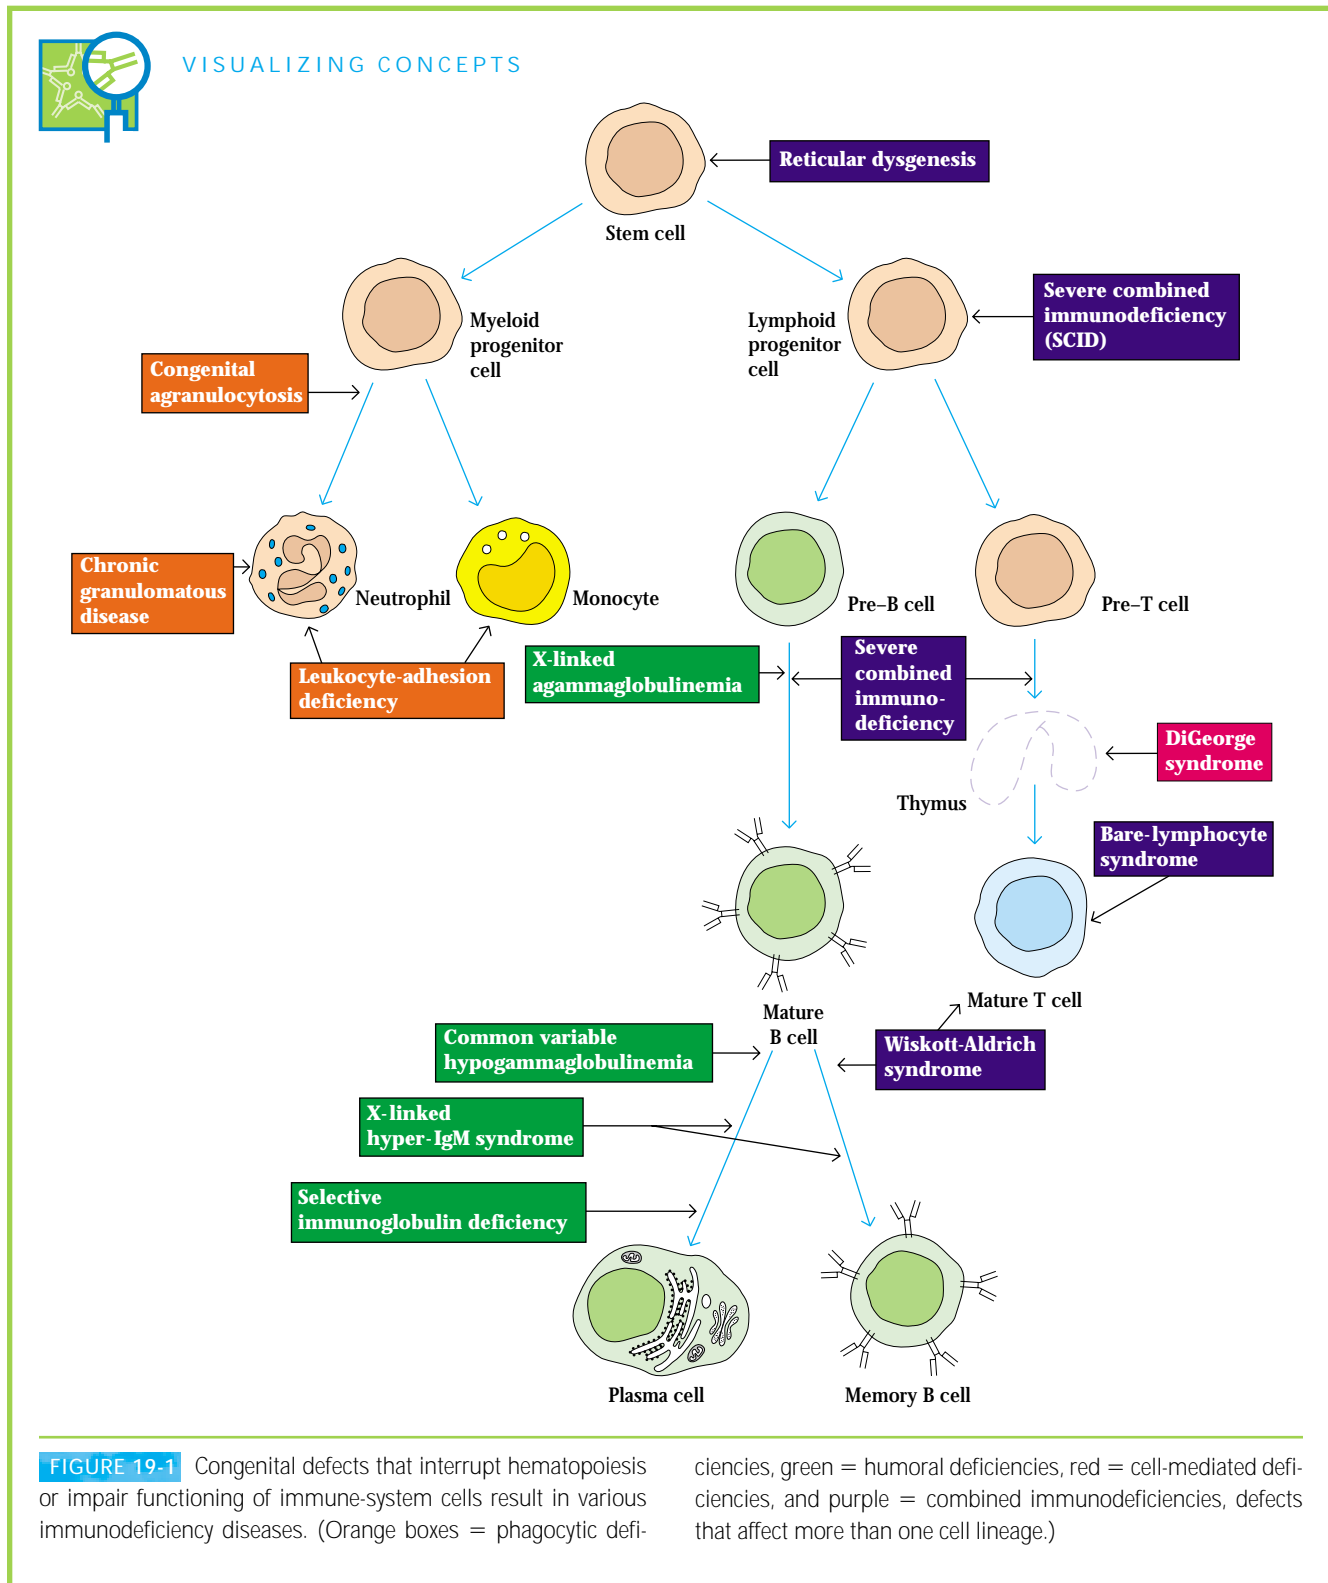 VISUALIZING CONCEPTS
Reticular dysgenesis
Stem cell
Myeloid
progenitor
cell
Lymphoid
progenitor
cell
Severe combined
immunodeficiency
(SCID)
Congenital
agranulocytosis
Chronic
granulomatous
disease
Neutrophil
Monocyte
Pre–B cell
Pre–T cell
Leukocyte-adhesion
deficiency
X-linked
agammaglobulinemia
Severe
combined
immuno-
deficiency
DiGeorge
syndrome
Thymus
Bare-lymphocyte
syndrome
Mature T cell
Mature
B cell
Common variable
hypogammaglobulinemia
Wiskott-Aldrich
syndrome
X-linked
hyper-IgM syndrome
Selective
immunoglobulin deficiency
Plasma cell
Memory B cell
FIGURE 19-1 Congenital defects that interrupt hematopoiesis
or impair functioning of immune-system cells result in various
immunodeficiency diseases. (Orange boxes = phagocytic defi-
ciencies, green = humoral deficiencies, red = cell-mediated defi-
ciencies, and purple = combined immunodeficiencies, defects
that affect more than one cell lineage.)